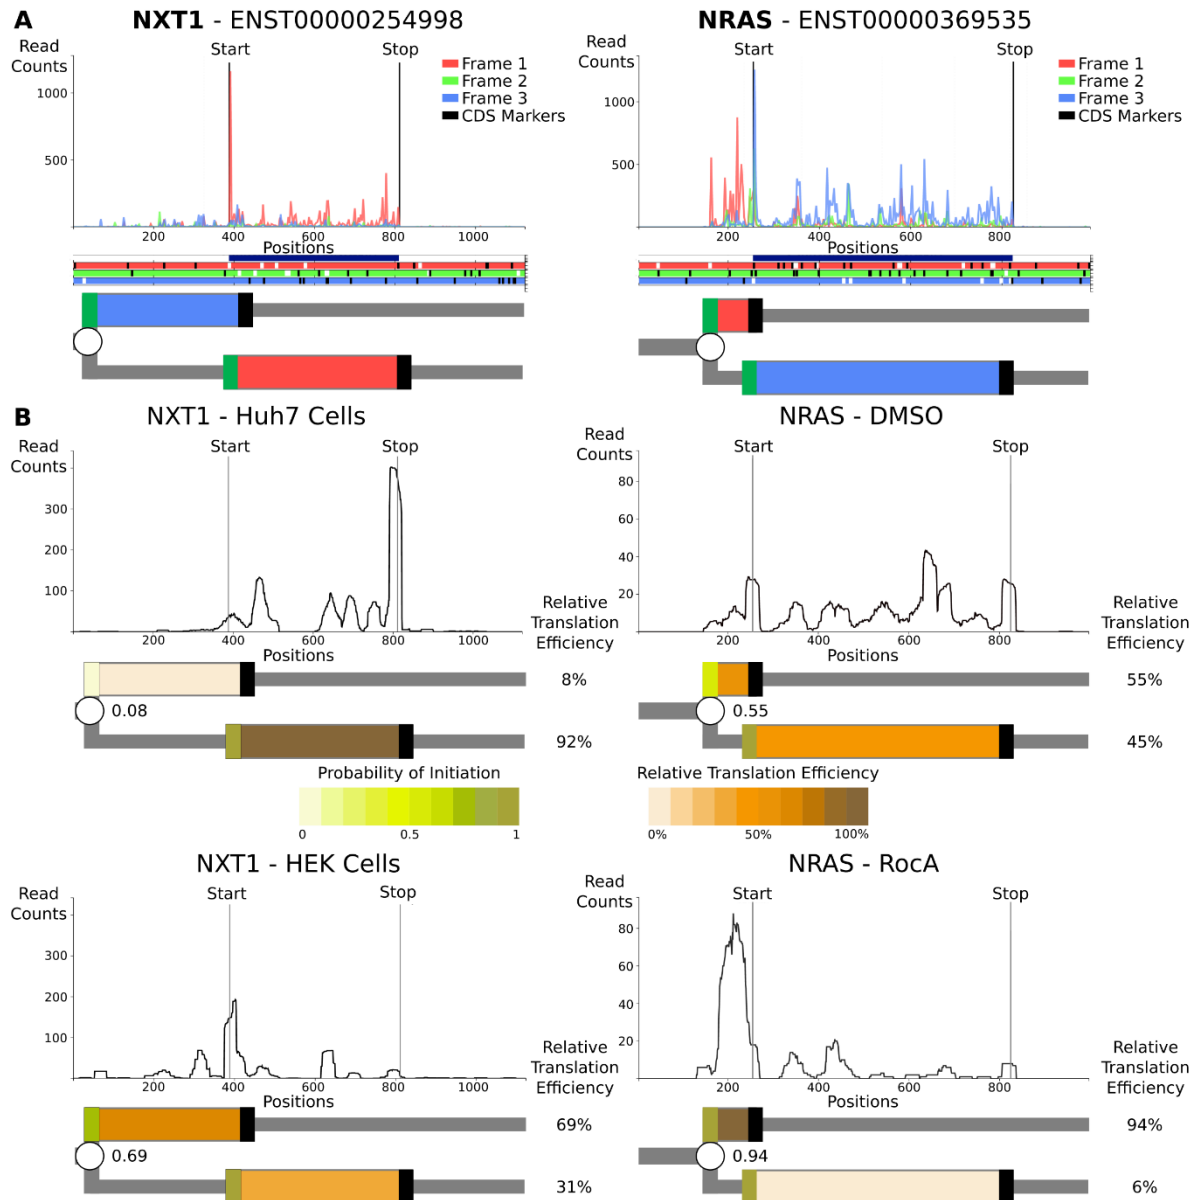 A
NXT1 - ENST00000254998
Read
Counts
Start
Stop
Frame 1
Frame 2
Frame 3
CDS Markers
1000
500
200
400
600
800
1000
Positions
NRAS - ENST00000369535
Read
Counts
Start
Stop
Frame 1
Frame 2
Frame 3
CDS Markers
1000
500
200
400
600
800
Positions
B
NXT1 - Huh7 Cells
Read
Counts
Start
Stop
300
200
100
200
400
600
800
1000
Positions
Relative
Translation
Efficiency
8%
0.08
92%
NRAS - DMSO
Read
Counts
Start
Stop
80
60
40
20
200
400
600
800
Positions
Relative
Translation
Efficiency
55%
0.55
45%
Probability of Initiation
0
0.5
1
Relative Translation Efficiency
0%
50%
100%
NXT1 - HEK Cells
Read
Counts
Start
Stop
300
200
100
200
400
600
800
1000
Positions
Relative
Translation
Efficiency
69%
0.69
31%
NRAS - RocA
Read
Counts
Start
Stop
80
60
40
20
200
400
600
800
Positions
Relative
Translation
Efficiency
94%
0.94
6%